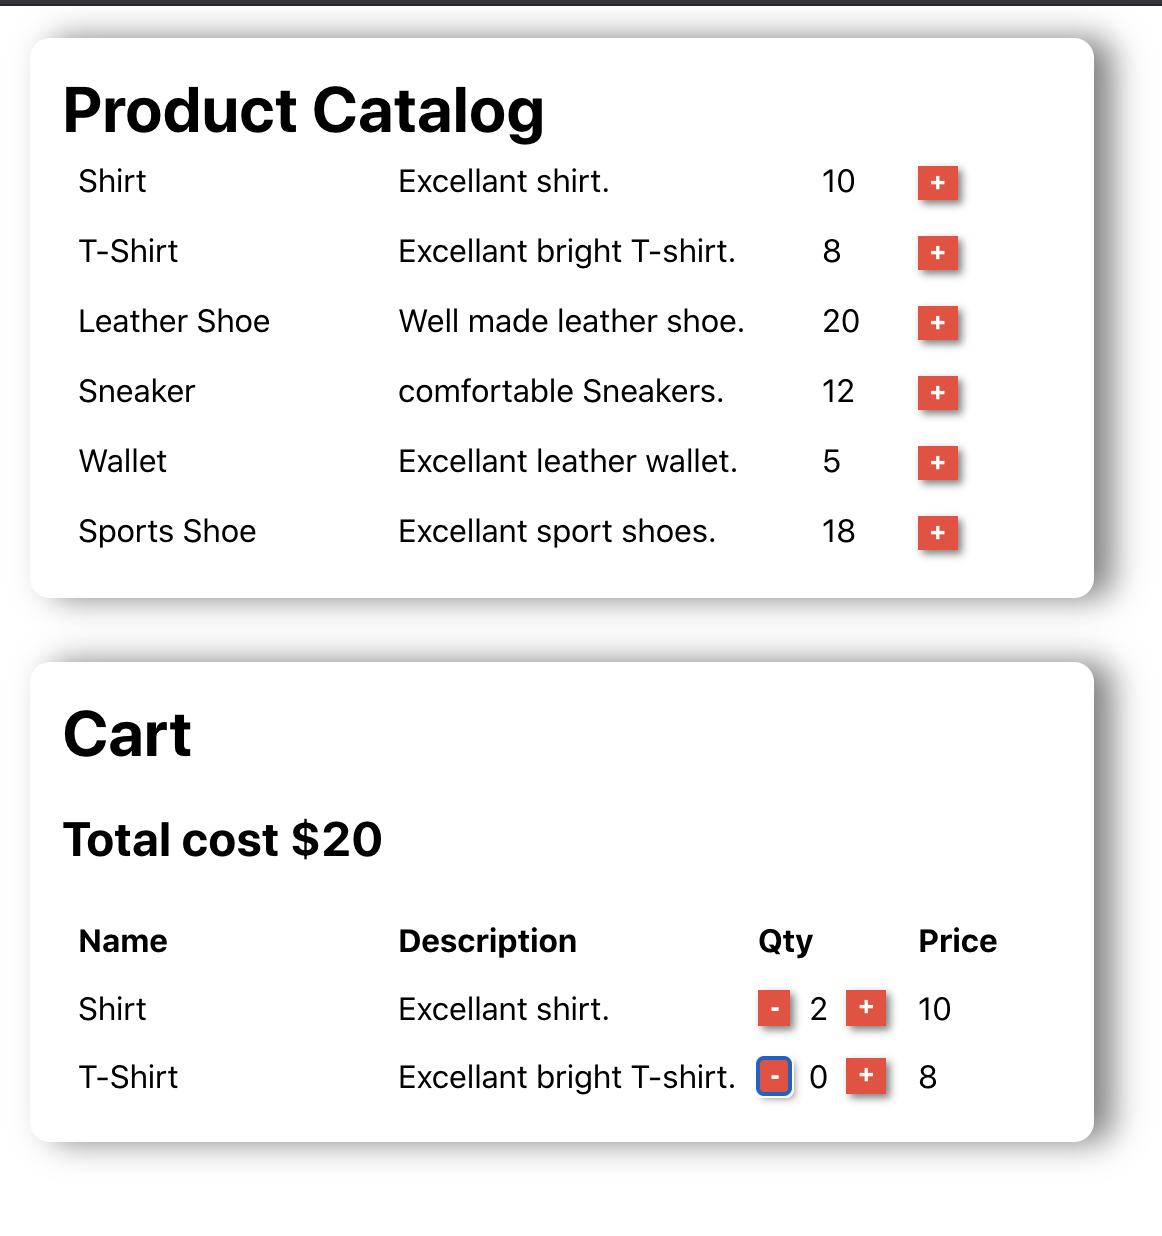 Product Catalog
Shirt Excellant shirt. 10 +
T-Shirt Excellant bright T-shirt. 8 +
Leather Shoe Well made leather shoe. 20 +
Sneaker comfortable Sneakers. 12 +
Wallet Excellant leather wallet. 5 +
Sports Shoe Excellant sport shoes. 18 +
Cart
Total cost $20
Name Description Qty Price
Shirt Excellant shirt. - 2 + 10
T-Shirt Excellant bright T-shirt. - 0 + 8